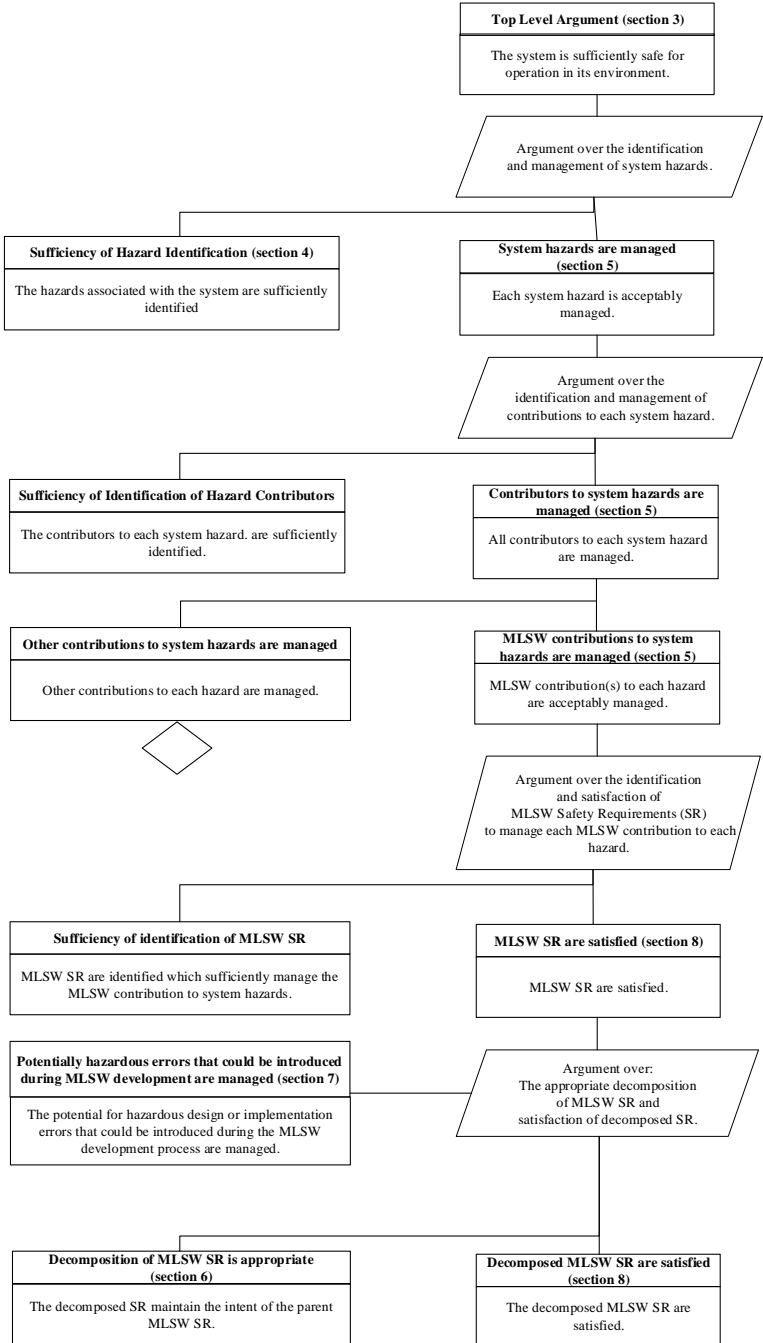 Top Level Argument (section 3)
The system is sufficiently safe for
operation in its environment.
Argument over the identification
and management of system hazards.
Sufficiency of Hazard Identification (section 4)
The hazards associated with the system are sufficiently
identified
System hazards are managed
(section 5)
Each system hazard is acceptably
managed.
Argument over the
identification and management of
contributions to each system hazard.
Sufficiency of Identification of Hazard Contributors
The contributors to each system hazard. are sufficiently
identified.
Contributors to system hazards are
managed (section 5)
All contributors to each system hazard
are managed.
Other contributions to system hazards are managed
Other contributions to each hazard are managed.
MLSW contributions to system
hazards are managed (section 5)
MLSW contribution(s) to each hazard
are acceptably managed.
Argument over the identification
and satisfaction of
MLSW Safety Requirements (SR)
to manage each MLSW contribution to each
hazard.
Sufficiency of identification of MLSW SR
MLSW SR are identified which sufficiently manage the
MLSW contribution to system hazards.
MLSW SR are satisfied (section 8)
MLSW SR are satisfied.
Potentially hazardous errors that could be introduced
during MLSW development are managed (section 7)
The potential for hazardous design or implementation
errors that could be introduced during the MLSW
development process are managed.
Argument over:
The appropriate decomposition
of MLSW SR and
satisfaction of decomposed SR.
Decomposition of MLSW SR is appropriate
(section 6)
The decomposed SR maintain the intent of the parent
MLSW SR.
Decomposed MLSW SR are satisfied
(section 8)
The decomposed MLSW SR are
satisfied.